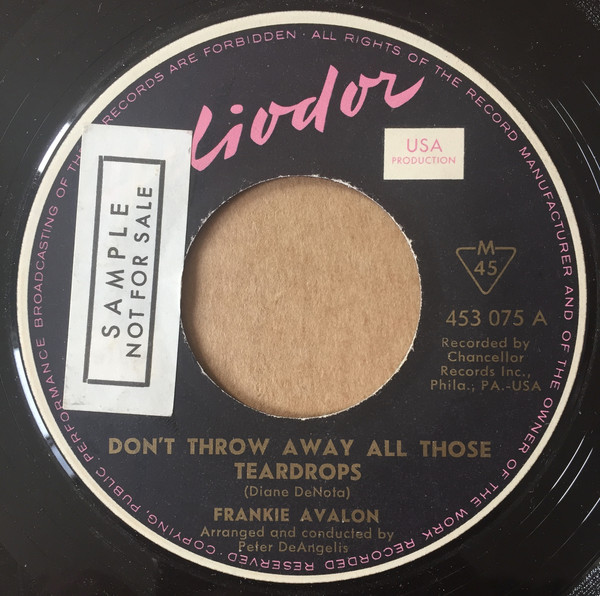 ALL RIGHTS OF THE RECORD MANUFACTURER AND OF THE OWNER OF THE WORK RECORDED RESERVED. COPYING, PUBLIC PERFORMANCE BROADCASTING OF RECORDS ARE FORBIDDEN ·
liodor
USA
PRODUCTION
SAMPLE
NOT FOR SALE
M
45
453 075 A
Recorded by
Chancellor
Records Inc.,
Phila., PA.-USA
DON'T THROW AWAY ALL THOSE
TEARDROPS
(Diane DeNota)
FRANKIE AVALON
Arranged and conducted by
Peter DeAngelis